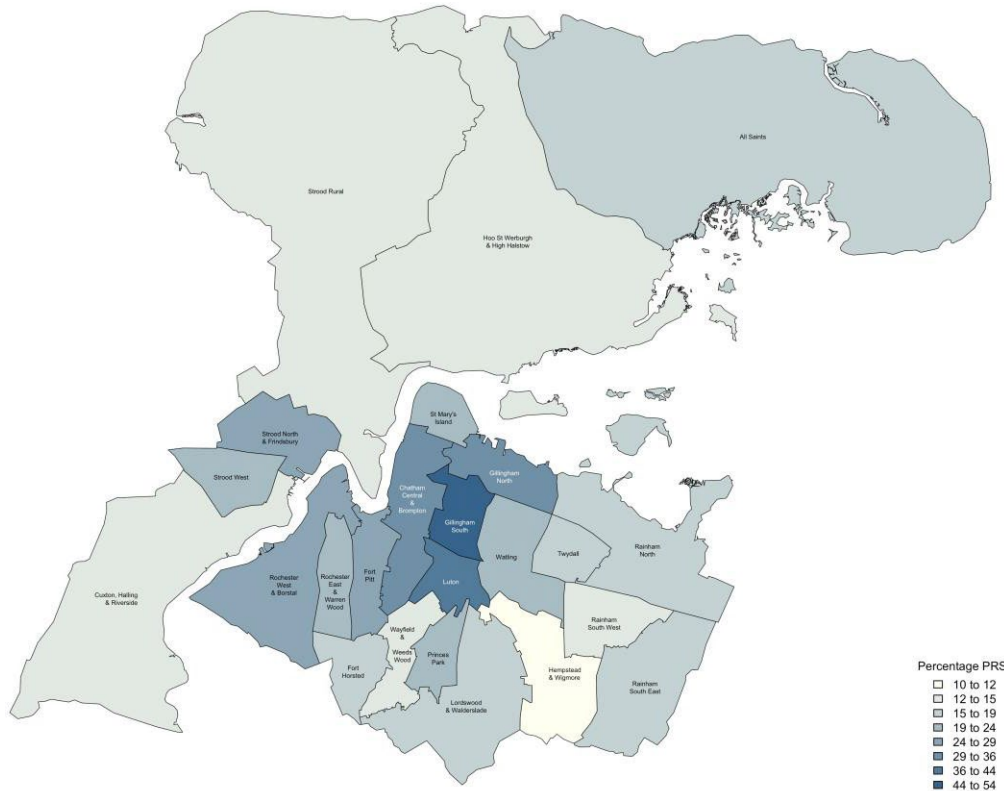 All Saints
Strood Rural
Hoo St Werburgh
& High Halstow
St Mary's
Island
Strood North
& Frindsbury
Gillingham
North
Strood West
Chatham
Central
&
Brompton
Gillingham
South
Watling
Twydall
Rainham
North
Rochester
West
& Borstal
Rochester
East
&
Warren
Wood
Fort
Pitt
Luton
Cuxton, Halling
& Riverside
Wayfield
&
Weeds
Wood
Rainham
South West
Fort
Horsted
Princes
Park
Hempstead
& Wigmore
Rainham
South East
Lordswood
& Walderslade
Percentage PRS
10 to 12
12 to 15
15 to 19
19 to 24
24 to 29
29 to 36
36 to 44
44 to 54